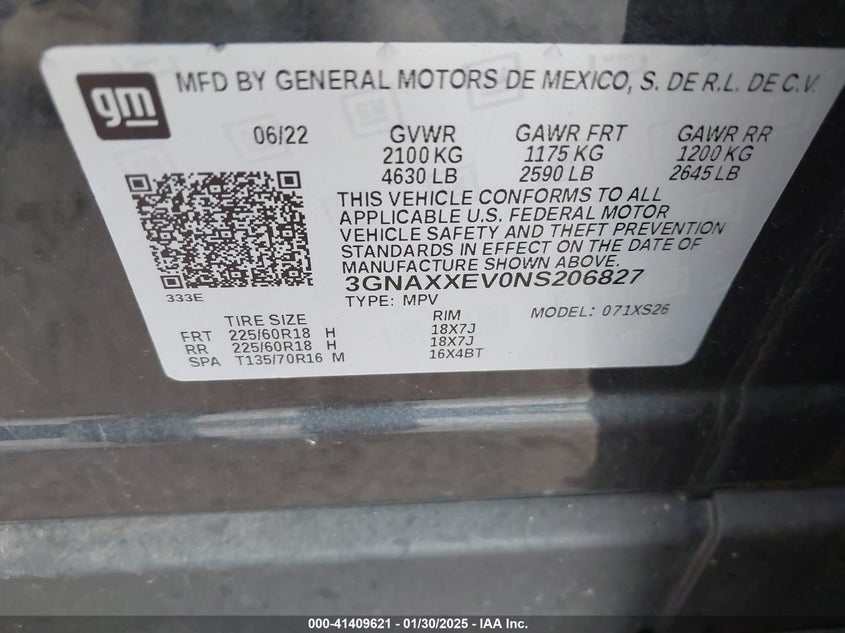 gm
MFD BY GENERAL MOTORS DE MEXICO, S. DE R.L. DE C.V.
06/22
GVWR
2100 KG
4630 LB
GAWR FRT
1175 KG
2590 LB
GAWR RR
1200 KG
2645 LB
THIS VEHICLE CONFORMS TO ALL
APPLICABLE U.S. FEDERAL MOTOR
VEHICLE SAFETY AND THEFT PREVENTION
STANDARDS IN EFFECT ON THE DATE OF
MANUFACTURE SHOWN ABOVE.
3GNAXXEV0NS206827
333E
TYPE: MPV
MODEL: 071XS26
TIRE SIZE
RIM
FRT 225/60R18 H 18X7J
RR 225/60R18 H 18X7J
SPA T135/70R16 M 16X4BT
000-41409621 - 01/30/2025 - IAA Inc.